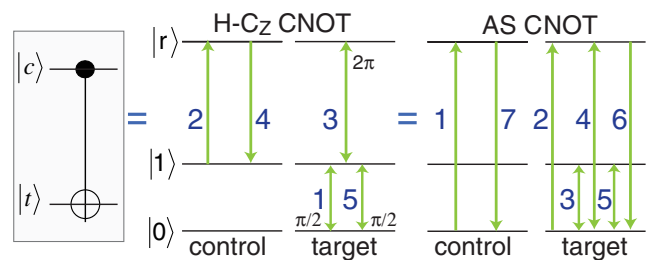 H-Cz CNOT
AS CNOT
|r⟩
|c⟩
2π
= 2 4 3 = 1 7 2 4 6
|1⟩
1 5 3 5
|t⟩
π/2 π/2
|0⟩
control target control target